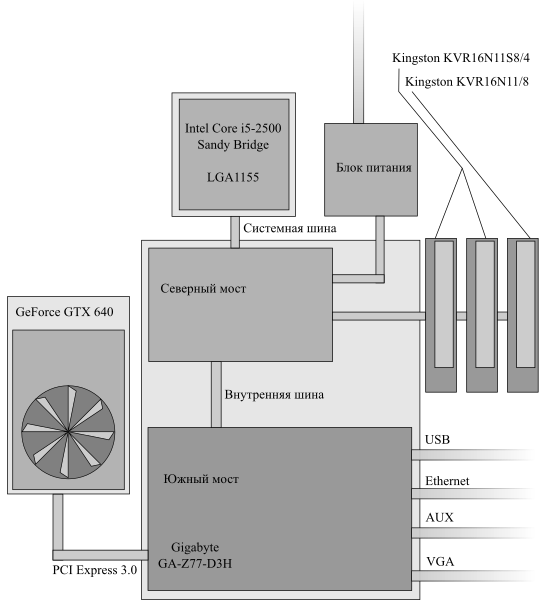 Kingston KVR16N11S8/4
Kingston KVR16N11/8
Intel Core i5-2500
Sandy Bridge
LGA1155
Блок питания
Системная шина
Северный мост
GeForce GTX 640
Внутренняя шина
USB
Южный мост
Ethernet
AUX
Gigabyte
GA-Z77-D3H
VGA
PCI Express 3.0